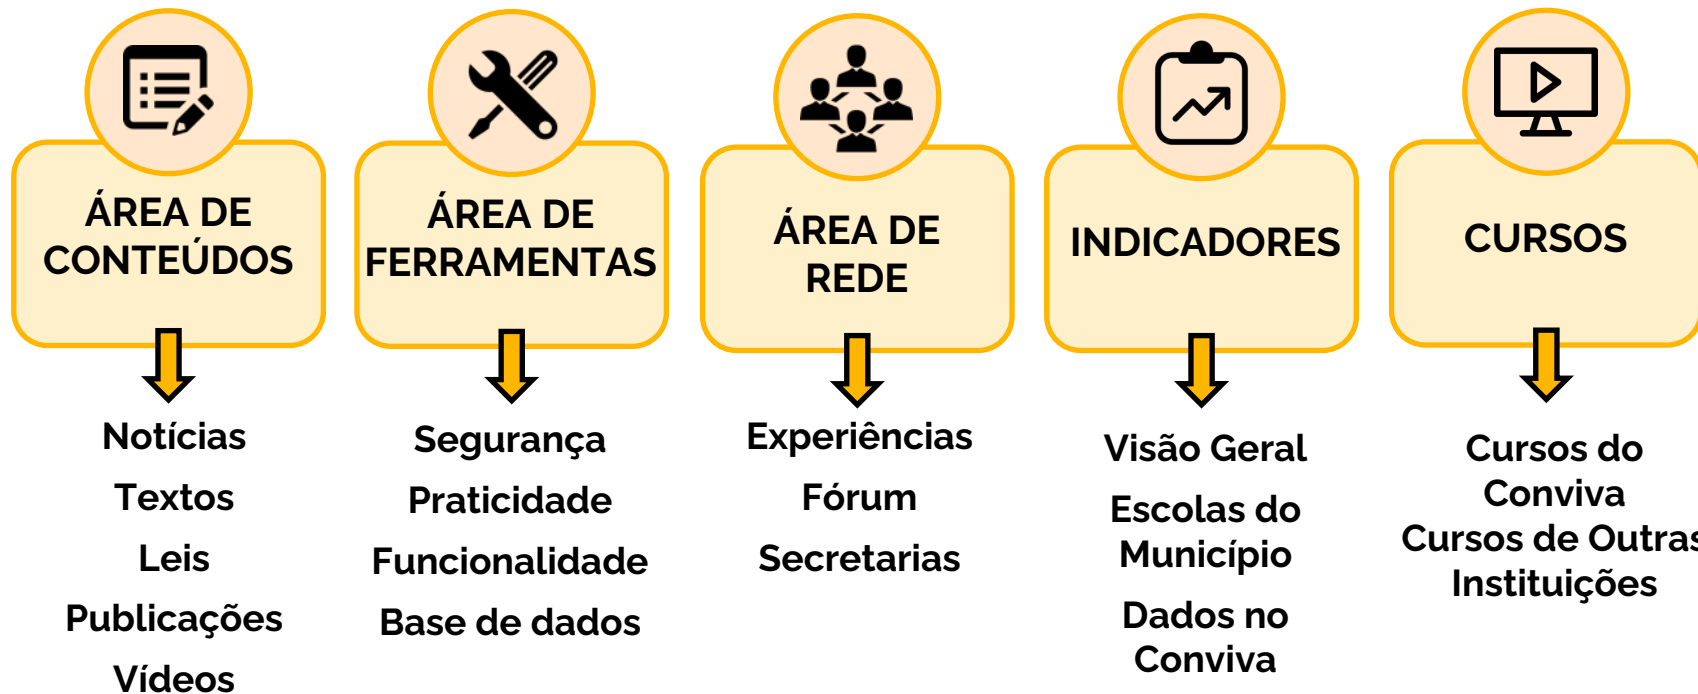 ÁREA DE
CONTEÚDOS
Notícias
Textos
Leis
Publicações
Vídeos
ÁREA DE
FERRAMENTAS
Segurança
Praticidade
Funcionalidade
Base de dados
ÁREA DE
REDE
Experiências
Fórum
Secretarias
INDICADORES
Visão Geral
Escolas do
Município
Dados no
Conviva
CURSOS
Cursos do
Conviva
Cursos de Outras
Instituições